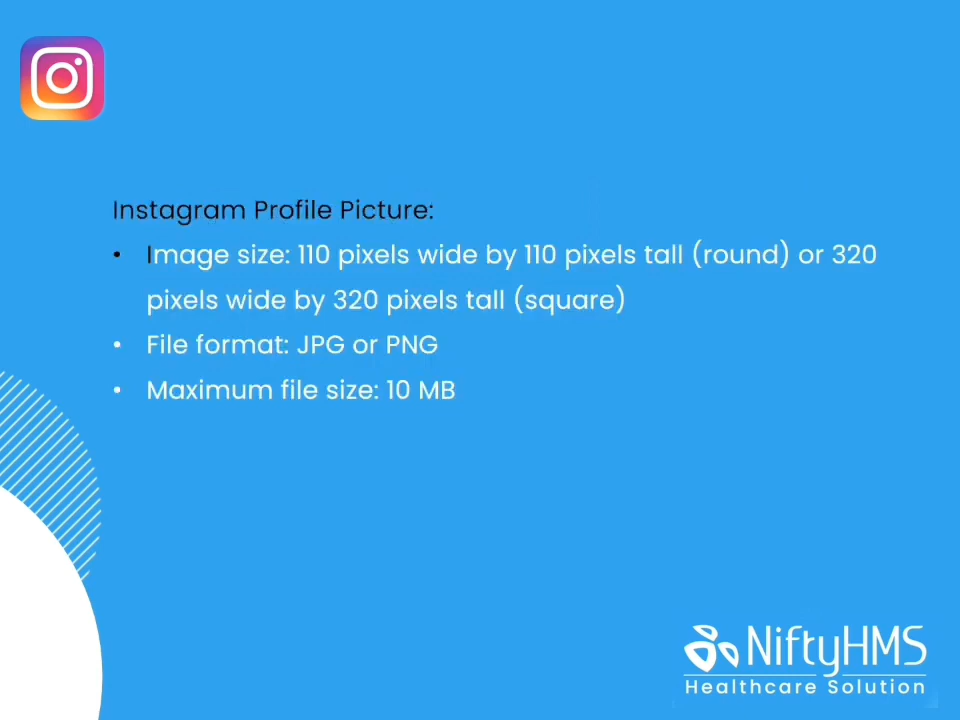 Instagram Profile Picture:
• Image size: 110 pixels wide by 110 pixels tall (round) or 320
pixels wide by 320 pixels tall (square)
• File format: JPG or PNG
• Maximum file size: 10 MB
NiftyHMS
Healthcare Solution